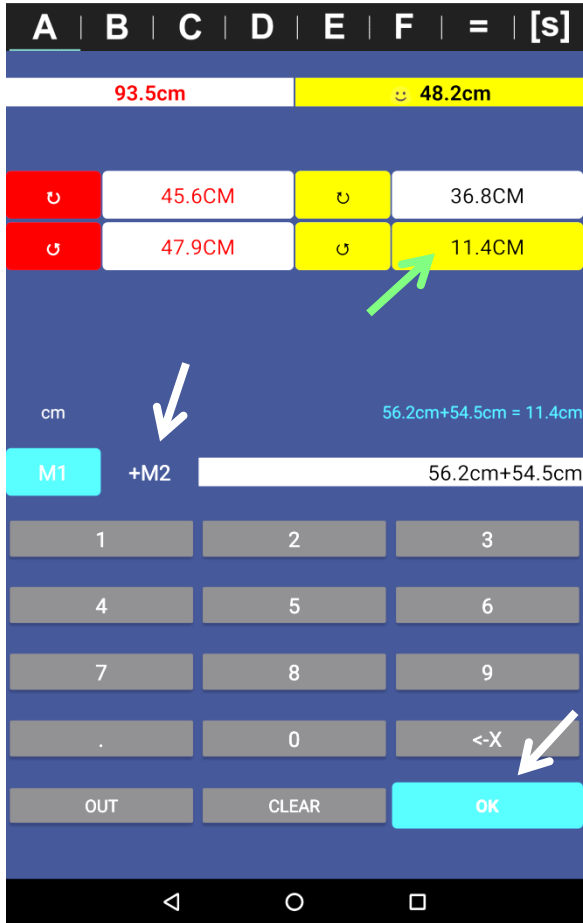 A | B | C | D | E | F | = | [s]
93.5cm 48.2cm
↻ 45.6CM ↻ 36.8CM
↺ 47.9CM ↺ 11.4CM
cm 56.2cm+54.5cm = 11.4cm
M1 +M2 56.2cm+54.5cm
1 2 3
4 5 6
7 8 9
. 0 <-X
OUT CLEAR OK